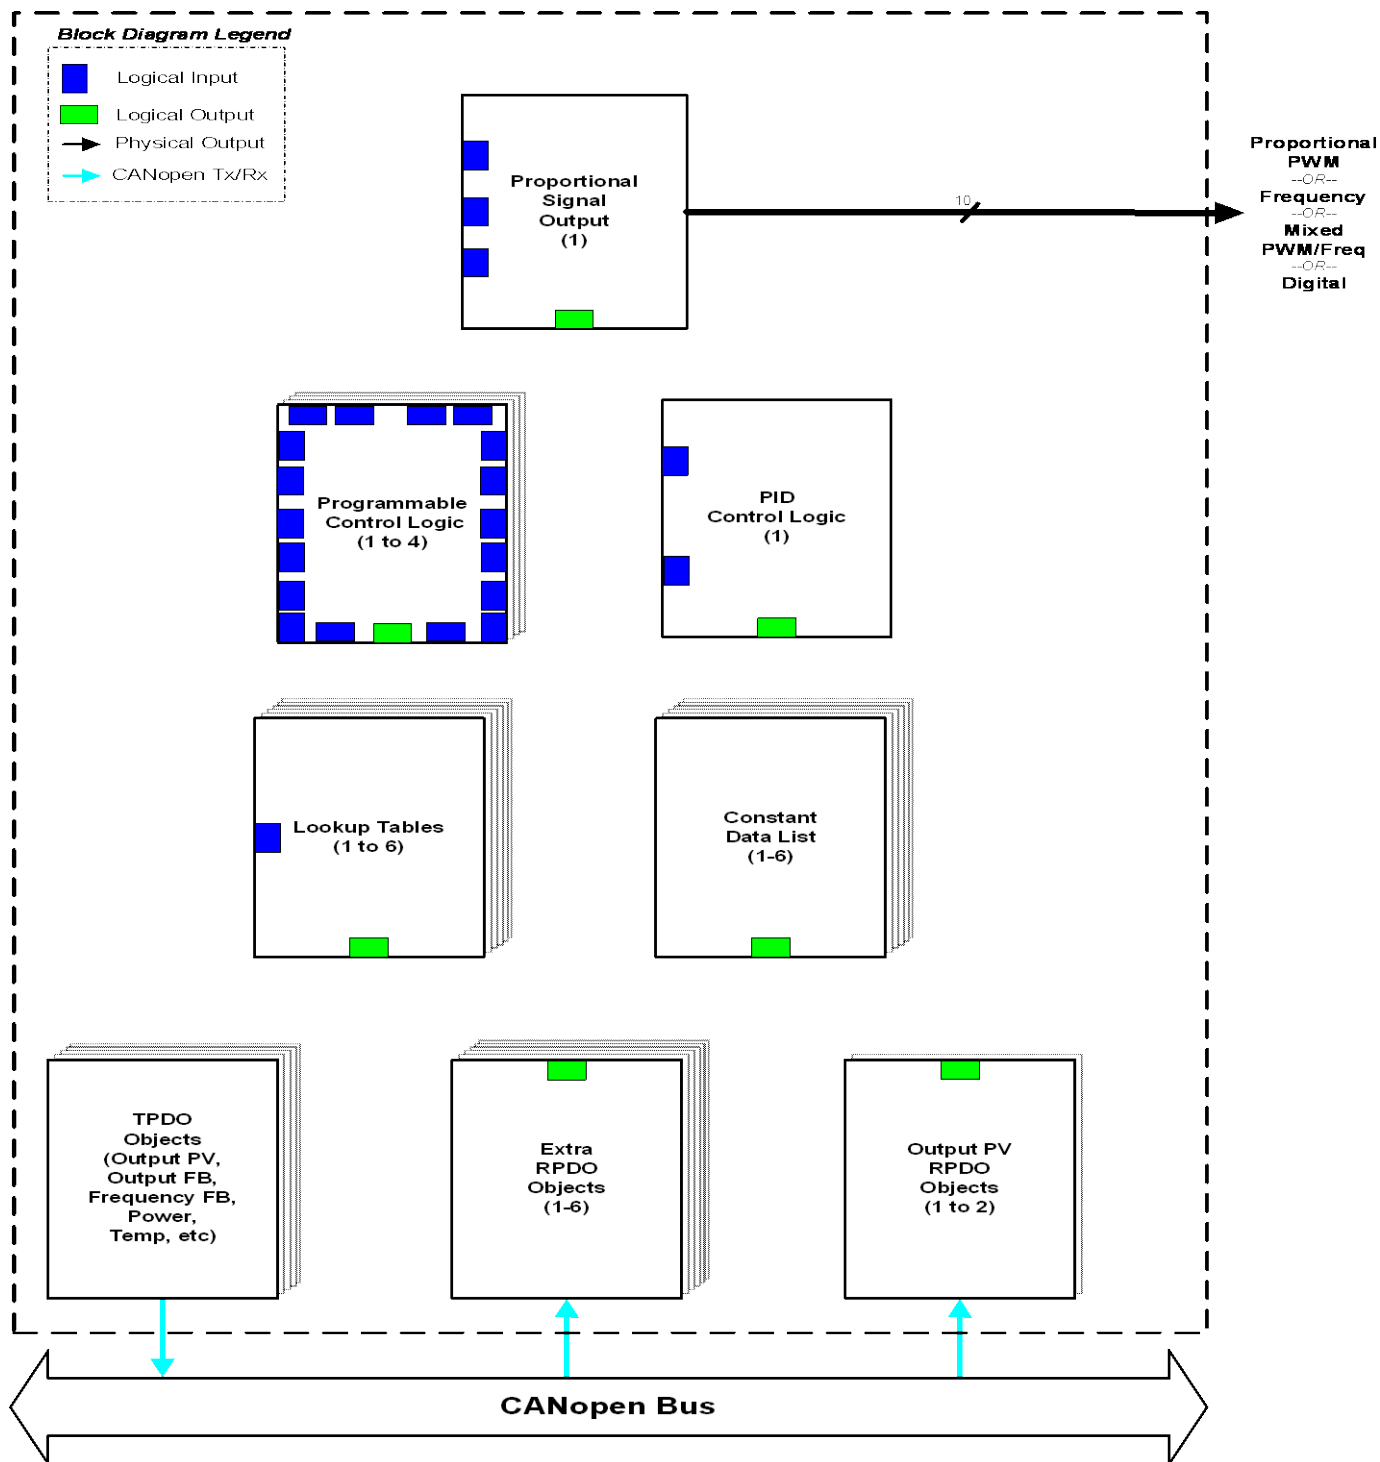 Block Diagram Legend
Logical Input
Logical Output
Physical Output
CANopen Tx/Rx
Proportional
Signal
Output
(1)
10
Proportional
PWM
--OR--
Frequency
--OR--
Mixed
PWM/Freq
--OR--
Digital
Programmable
Control Logic
(1 to 4)
PID
Control Logic
(1)
Lookup Tables
(1 to 6)
Constant
Data List
(1-6)
TPDO
Objects
(Output PV,
Output FB,
Frequency FB,
Power,
Temp, etc)
Extra
RPDO
Objects
(1-6)
Output PV
RPDO
Objects
(1 to 2)
CANopen Bus